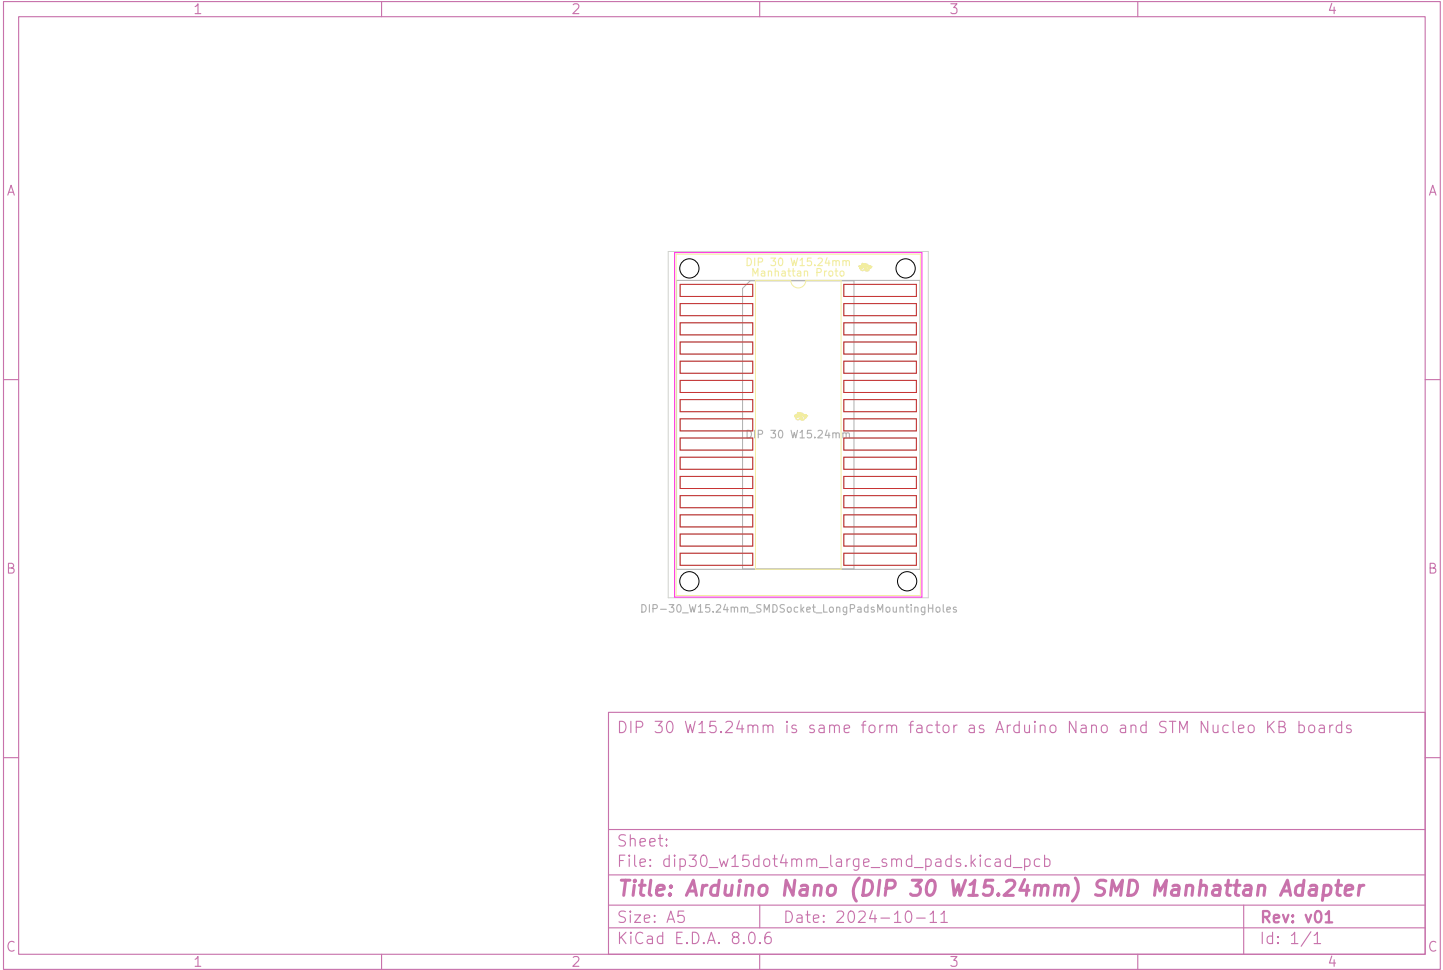 1 2 3 4
A A
DIP 30 W15.24mm
Manhattan Proto
DIP 30 W15.24mm
B B
DIP-30_W15.24mm_SMDSocket_LongPadsMountingHoles
DIP 30 W15.24mm is same form factor as Arduino Nano and STM Nucleo KB boards
Sheet:
File: dip30_w15dot4mm_large_smd_pads.kicad_pcb
Title: Arduino Nano (DIP 30 W15.24mm) SMD Manhattan Adapter
Size: A5 Date: 2024-10-11 Rev: v01
KiCad E.D.A. 8.0.6 Id: 1/1
C C
1 2 3 4